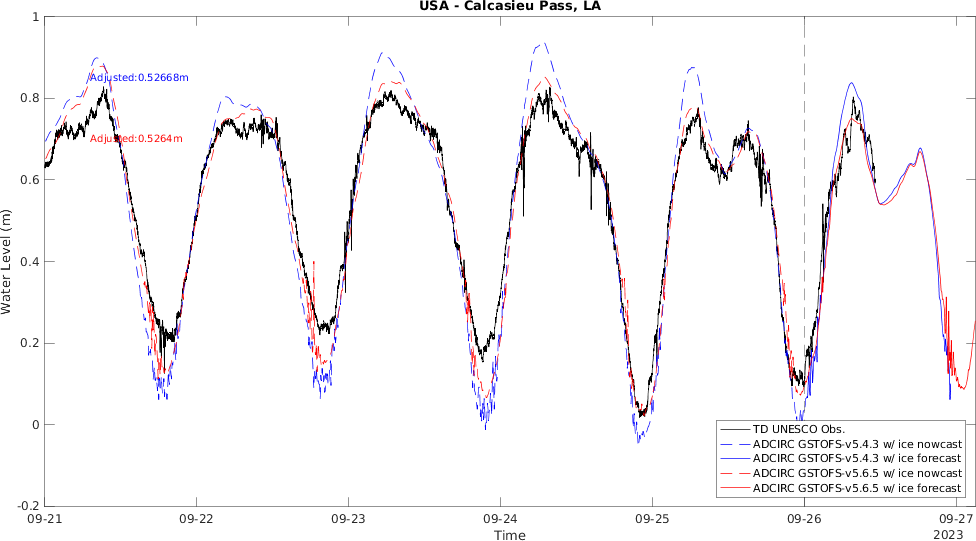 USA - Calcasieu Pass, LA
1
0.8
0.6
0.4
0.2
0
-0.2
Water Level (m)
Adjusted:0.52668m
Adjusted:0.5264m
TD UNESCO Obs.
ADCIRC GSTOFS-v5.4.3 w/ ice nowcast
ADCIRC GSTOFS-v5.4.3 w/ ice forecast
ADCIRC GSTOFS-v5.6.5 w/ ice nowcast
ADCIRC GSTOFS-v5.6.5 w/ ice forecast
09-21 09-22 09-23 09-24 09-25 09-26 09-27
Time
2023